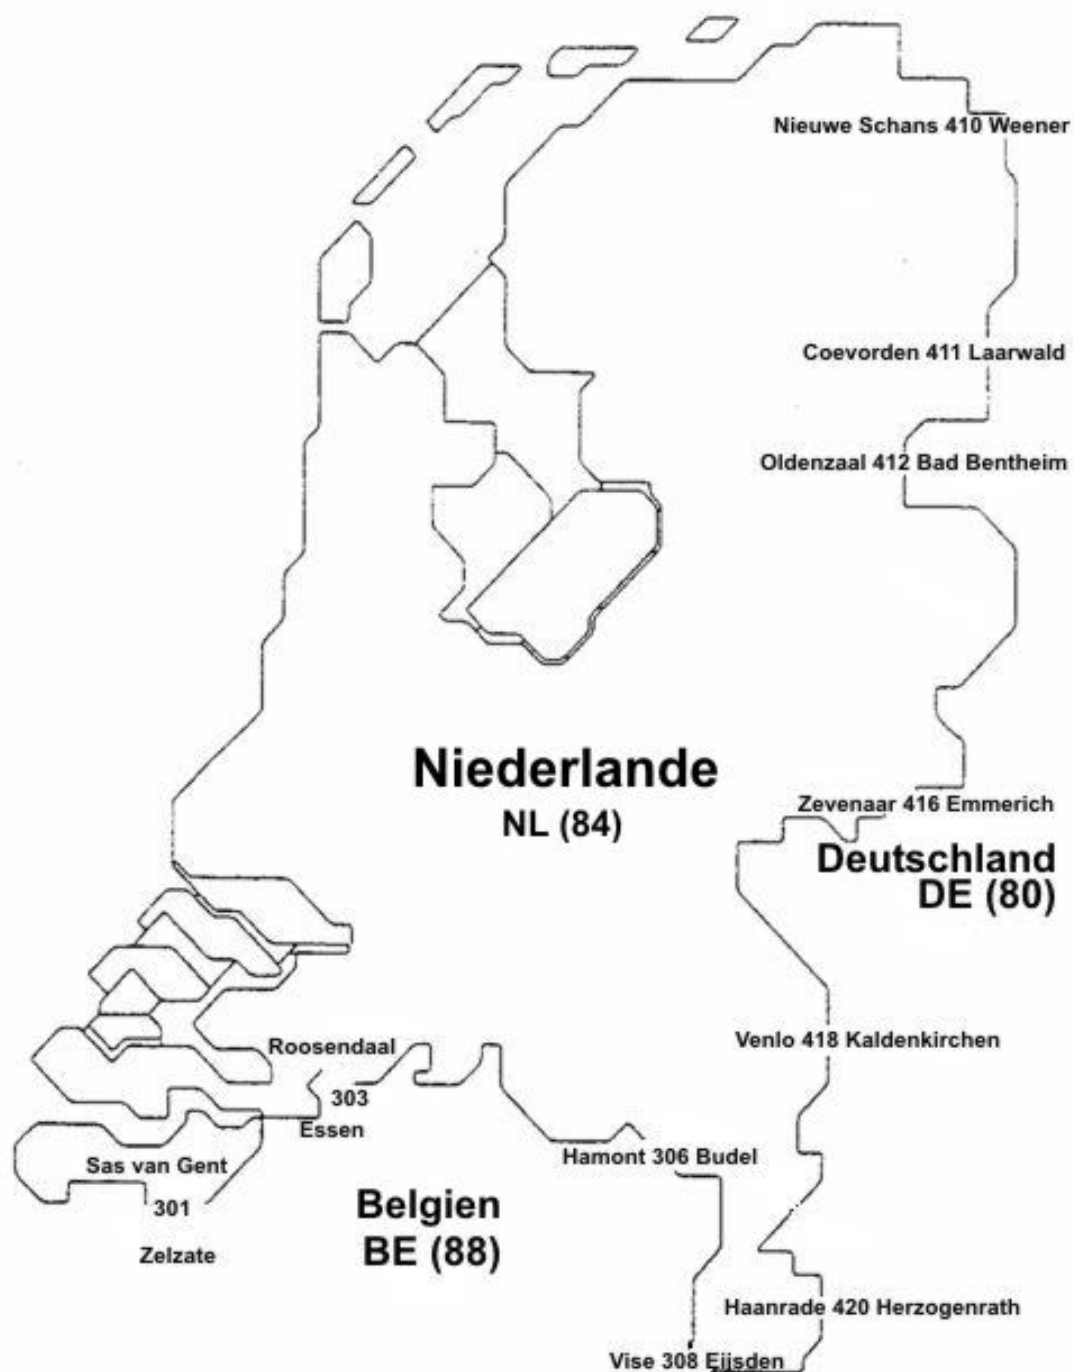 Nieuwe Schans 410 Weener
Coevorden 411 Laarwald
Oldenzaal 412 Bad Bentheim
Niederlande
NL (84)
Zevenaar 416 Emmerich
Deutschland
DE (80)
Venlo 418 Kaldenkirchen
Roosendaal
303
Essen
Hamont 306 Budel
Sas van Gent
301
Zelzate
Belgien
BE (88)
Haanrade 420 Herzogenrath
Vise 308 Eijsden